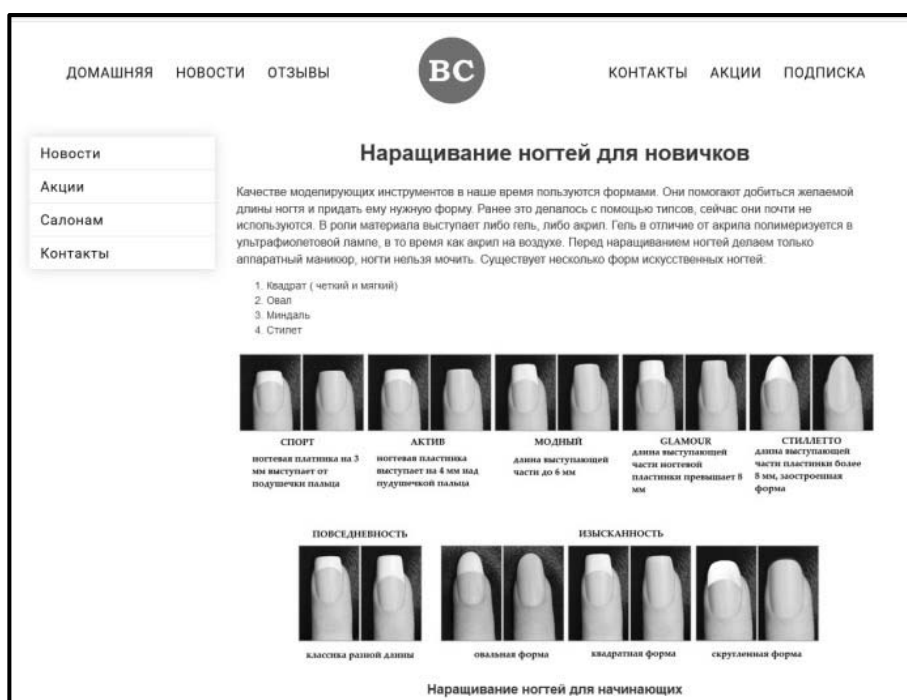 ДОМАШНЯЯ НОВОСТИ ОТЗЫВЫ BC КОНТАКТЫ АКЦИИ ПОДПИСКА
Новости
Акции
Салонам
Контакты
Наращивание ногтей для новичков
Качестве моделирующих инструментов в наше время пользуются формами. Они помогают добиться желаемой
длины ногтя и придать ему нужную форму. Ранее это делалось с помощью типсов, сейчас они почти не
используются. В роли материала выступает либо гель, либо акрил. Гель в отличие от акрила полимеризуется в
ультрафиолетовой лампе, в то время как акрил на воздухе. Перед наращиванием ногтей делаем только
аппаратный маникюр, ногти нельзя мочить. Существует несколько форм искусственных ногтей:
1. Квадрат ( четкий и мягкий)
2. Овал
3. Миндаль
4. Стилет
СПОРТ
ногтевая платинка на 3
мм выступает от
подушечки пальца
АКТИВ
ногтевая пластинка
выступает на 4 мм над
пудушечкой пальца
МОДНЫЙ
длина выступающей
части до 6 мм
GLAMOUR
длина выступающей
части ногтевой
пластинки превышает 8
мм
СТИЛЛЕТТО
длина выступающей
части пластинки более
8 мм, заостроенная
форма
ПОВСЕДНЕВНОСТЬ
ИЗЫСКАННОСТЬ
классика разной длины
овальная форма
квадратная форма
скругленная форма
Наращивание ногтей для начинающих